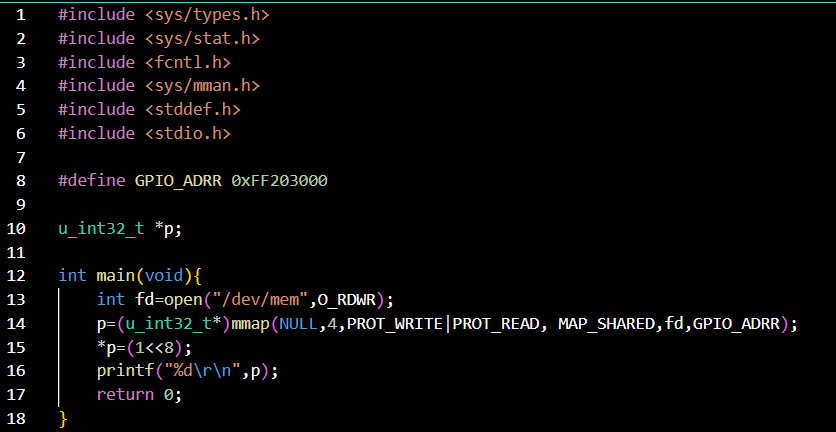 1 #include <sys/types.h>
2 #include <sys/stat.h>
3 #include <fcntl.h>
4 #include <sys/mman.h>
5 #include <stddef.h>
6 #include <stdio.h>
7
8 #define GPIO_ADRR 0xFF203000
9
10 u_int32_t *p;
11
12 int main(void){
13     int fd=open("/dev/mem",O_RDWR);
14     p=(u_int32_t*)mmap(NULL,4,PROT_WRITE|PROT_READ, MAP_SHARED,fd,GPIO_ADRR);
15     *p=(1<<8);
16     printf("%d\r\n",p);
17     return 0;
18 }